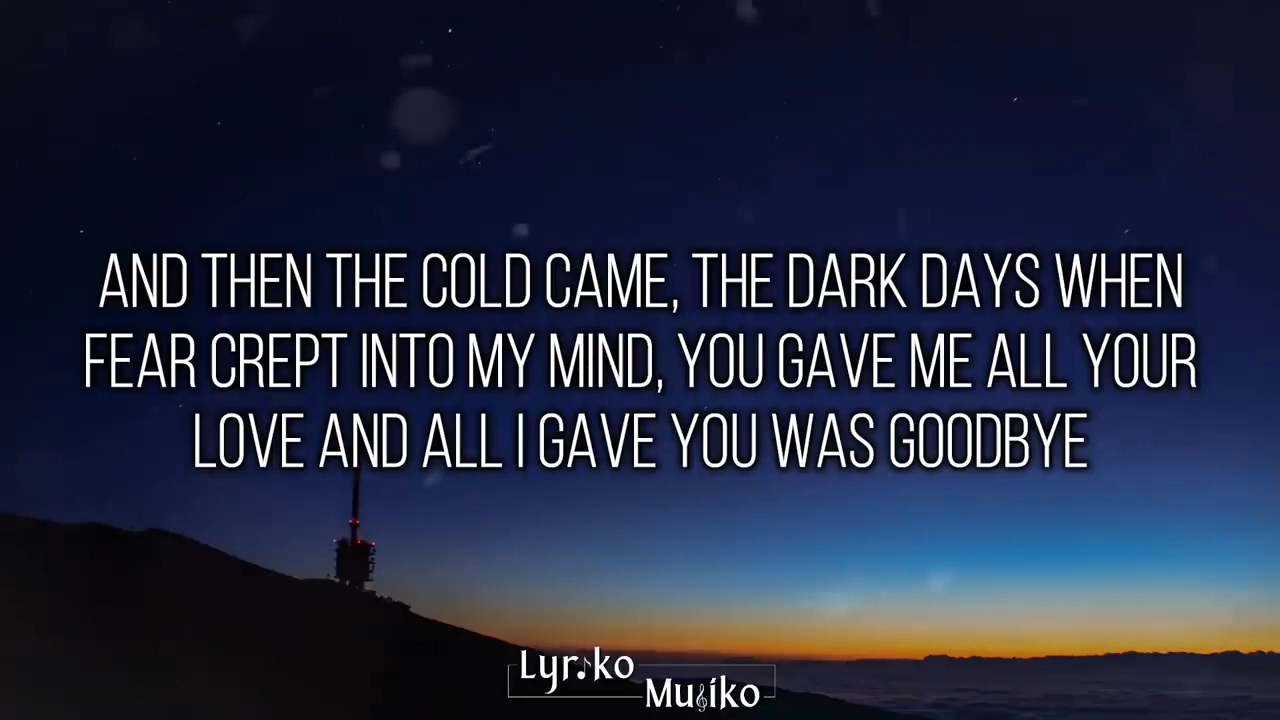 AND THEN THE COLD CAME, THE DARK DAYS WHEN
FEAR CREPT INTO MY MIND, YOU GAVE ME ALL YOUR
LOVE AND ALL I GAVE YOU WAS GOODBYE
Lyriko
Musiko